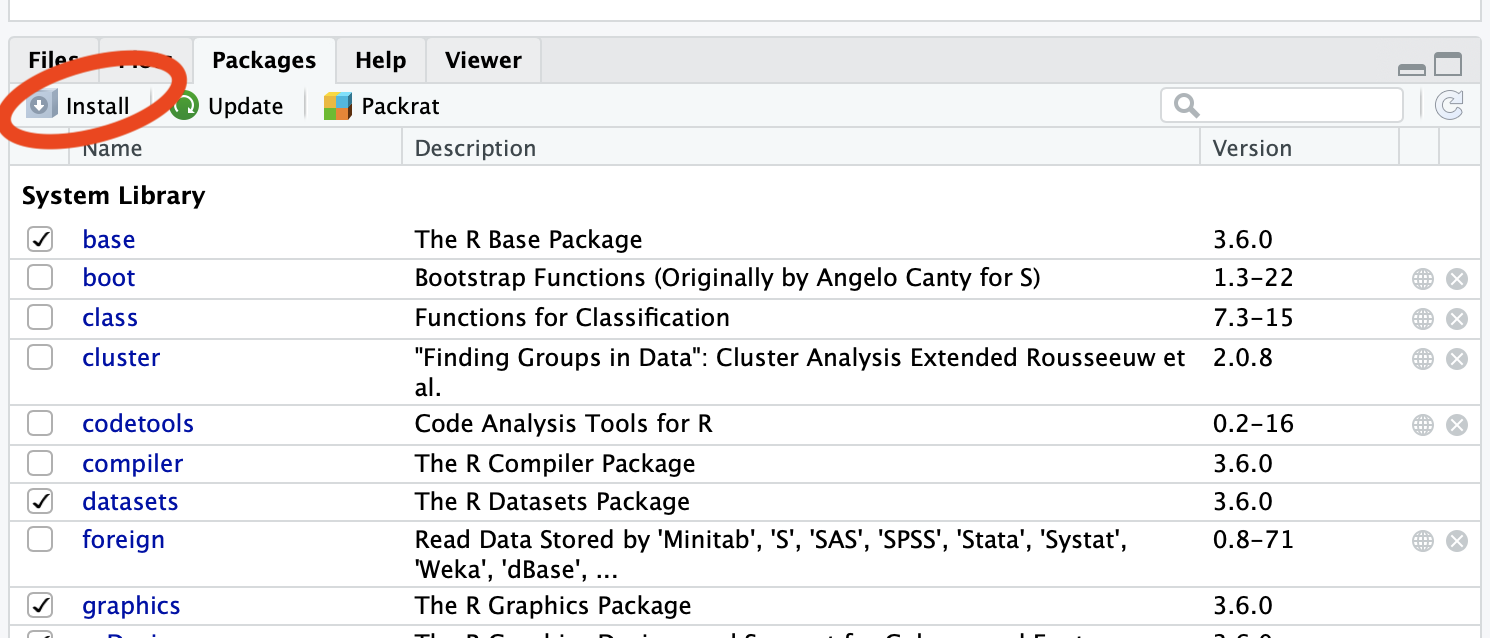 Files Packages Help Viewer
Install Update Packrat
Name Description Version
System Library
base The R Base Package 3.6.0
boot Bootstrap Functions (Originally by Angelo Canty for S) 1.3-22
class Functions for Classification 7.3-15
cluster "Finding Groups in Data": Cluster Analysis Extended Rousseeuw et 2.0.8
al.
codetools Code Analysis Tools for R 0.2-16
compiler The R Compiler Package 3.6.0
datasets The R Datasets Package 3.6.0
foreign Read Data Stored by 'Minitab', 'S', 'SAS', 'SPSS', 'Stata', 'Systat', 0.8-71
'Weka', 'dBase', ...
graphics The R Graphics Package 3.6.0